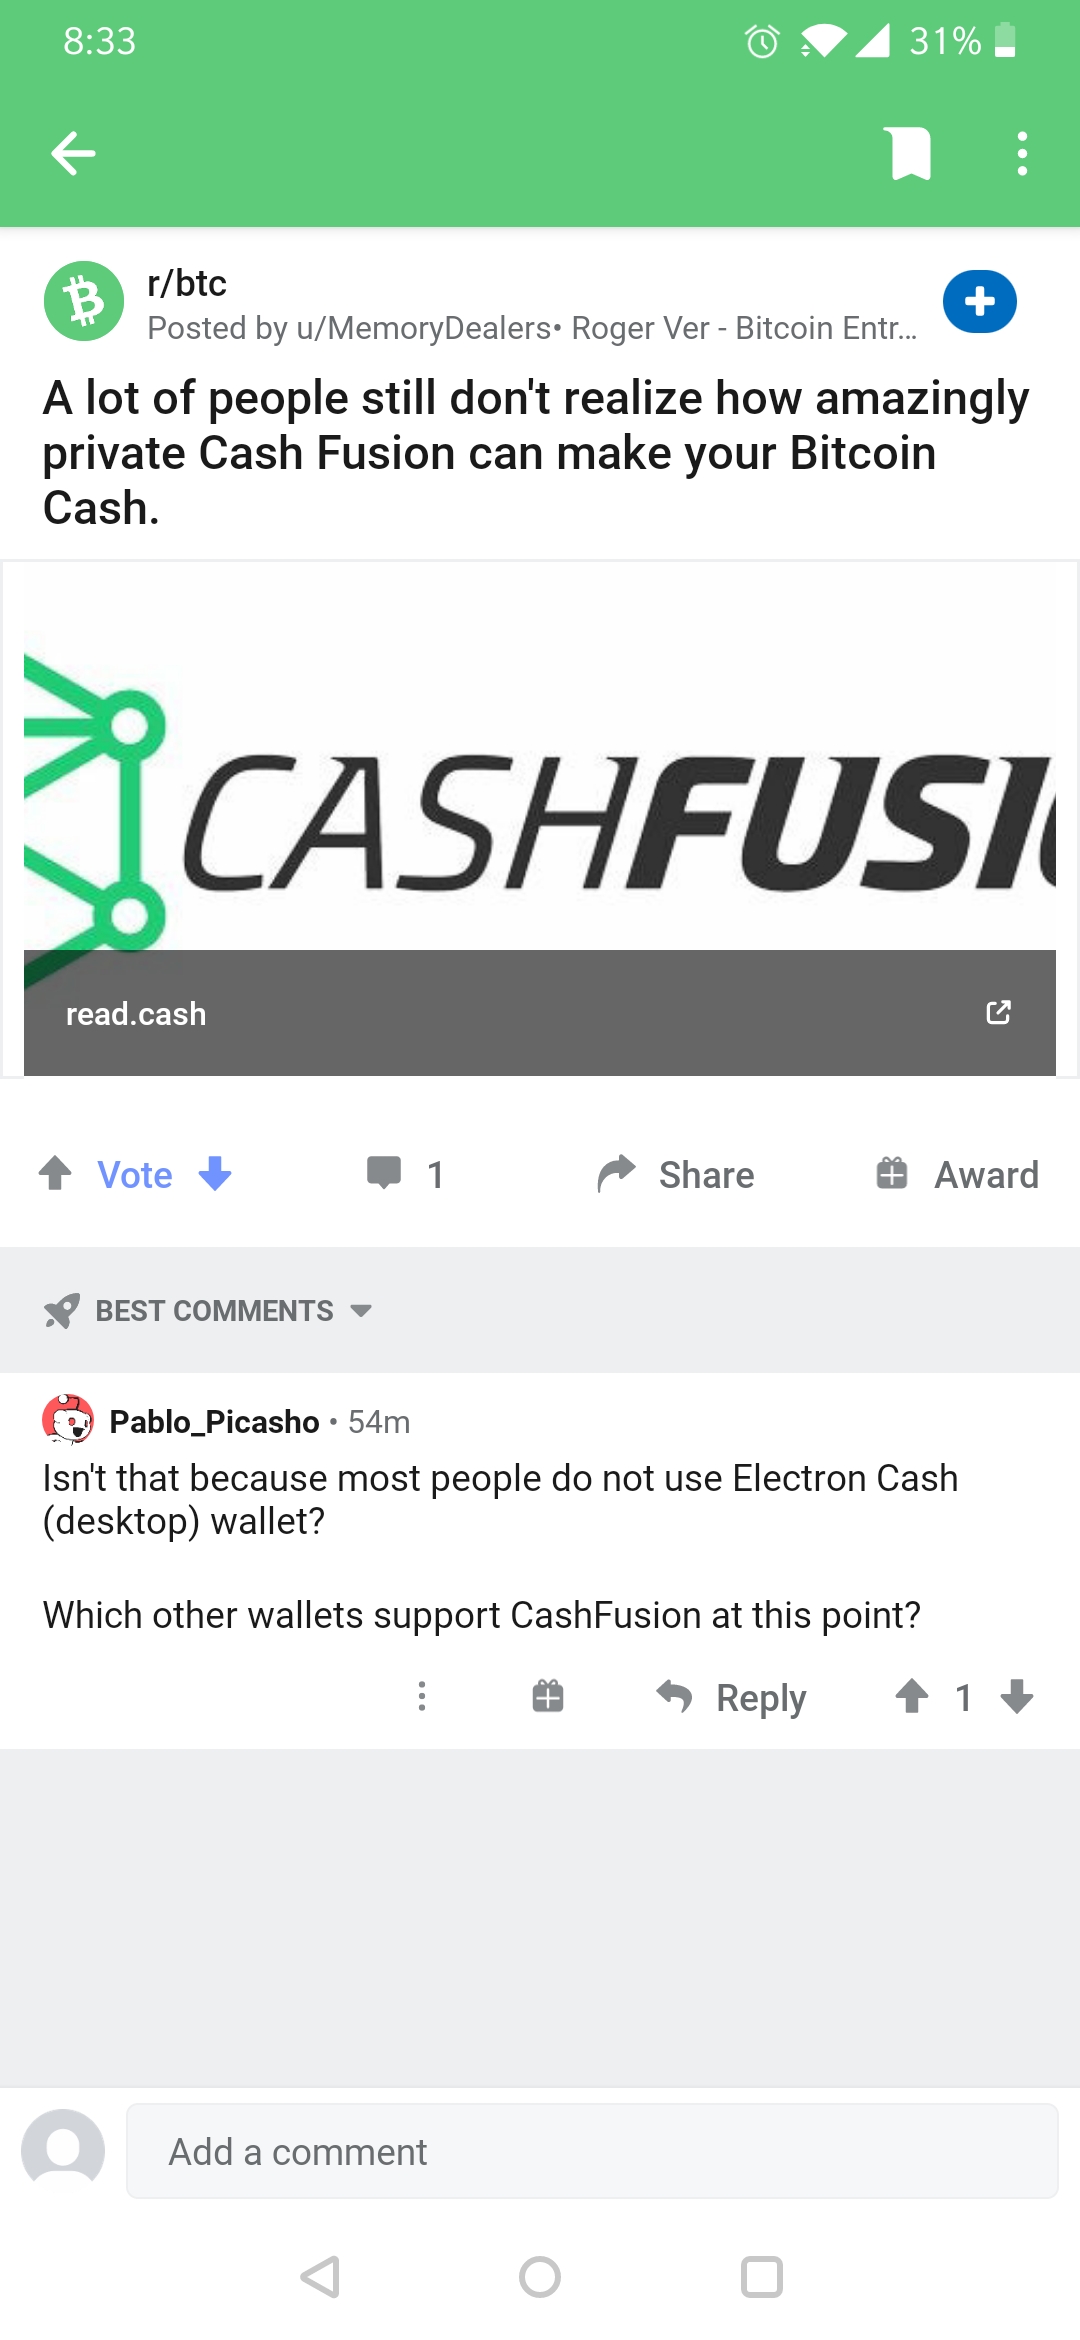 8:33
31%
r/btc
Posted by u/MemoryDealers• Roger Ver - Bitcoin Entr...
A lot of people still don't realize how amazingly
private Cash Fusion can make your Bitcoin
Cash.
CASHFUSI
read.cash
Vote
1
Share
Award
BEST COMMENTS
Pablo_Picasho • 54m
Isn't that because most people do not use Electron Cash
(desktop) wallet?
Which other wallets support CashFusion at this point?
Reply
1
Add a comment